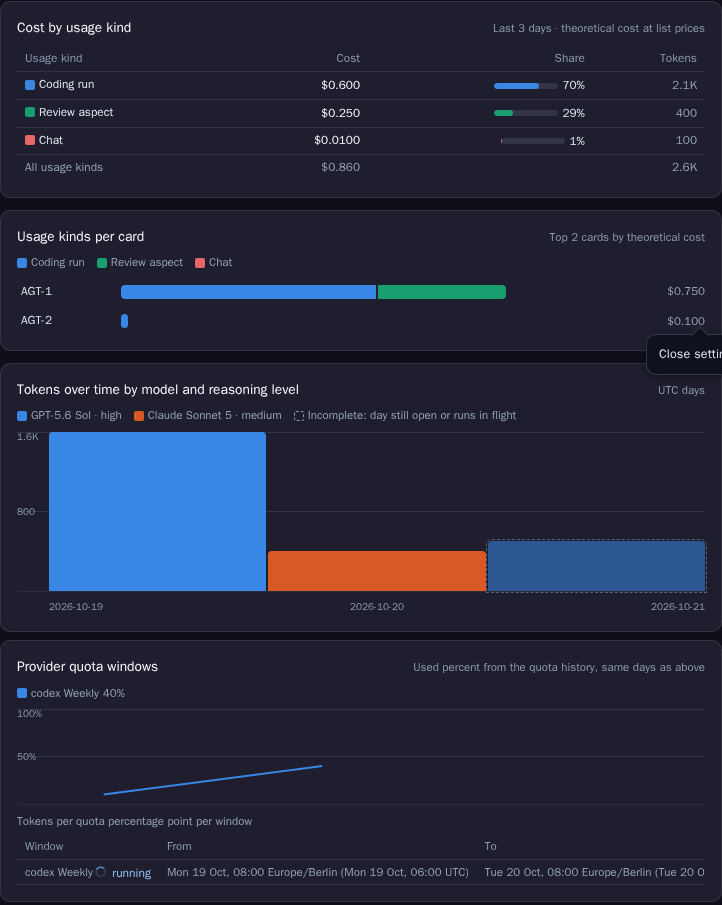 Cost by usage kind
Last 3 days · theoretical cost at list prices
Usage kind Cost Share Tokens
Coding run $0.600 70% 2.1K
Review aspect $0.250 29% 400
Chat $0.0100 1% 100
All usage kinds $0.860 2.6K
Usage kinds per card
Top 2 cards by theoretical cost
Coding run Review aspect Chat
AGT-1 $0.750
AGT-2 $0.100
Close settin
Tokens over time by model and reasoning level
UTC days
GPT-5.6 Sol · high Claude Sonnet 5 · medium Incomplete: day still open or runs in flight
1.6K
800
2026-10-19 2026-10-20 2026-10-21
Provider quota windows
Used percent from the quota history, same days as above
codex Weekly 40%
100%
50%
Tokens per quota percentage point per window
Window From To
codex Weekly running Mon 19 Oct, 08:00 Europe/Berlin (Mon 19 Oct, 06:00 UTC) Tue 20 Oct, 08:00 Europe/Berlin (Tue 20 O